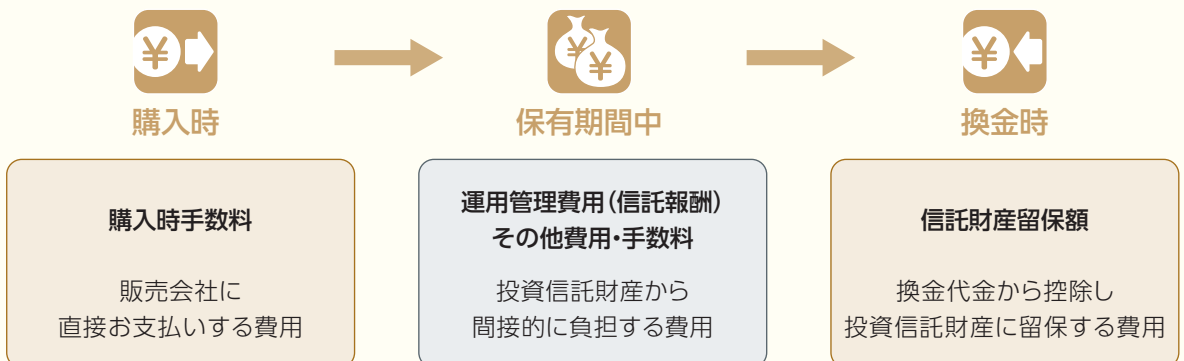 ¥
¥
¥
¥
購入時
保有期間中
換金時
購入時手数料
販売会社に
直接お支払いする費用
運用管理費用(信託報酬)
その他費用・手数料
投資信託財産から
間接的に負担する費用
信託財産留保額
換金代金から控除し
投資信託財産に留保する費用